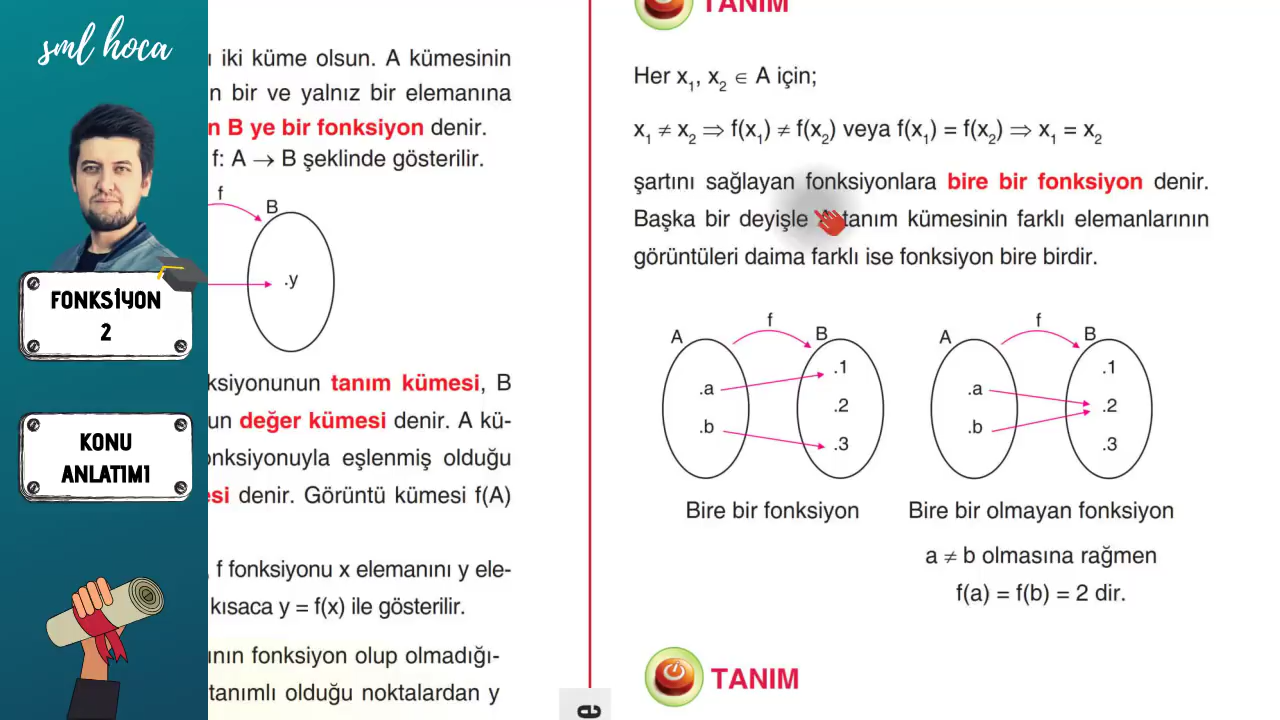 sml hoca
FONKSİYON
2
KONU
ANLATIMI
iki küme olsun. A kümesinin
n bir ve yalnız bir elemanına
n B ye bir fonksiyon denir.
f: A → B şeklinde gösterilir.
f
B
.y
ksiyonunun tanım kümesi, B
un değer kümesi denir. A kü-
onksiyonuyla eşlenmiş olduğu
esi denir. Görüntü kümesi f(A)
, f fonksiyonu x elemanını y ele-
kısaca y = f(x) ile gösterilir.
ının fonksiyon olup olmadığı-
tanımlı olduğu noktalardan y
TANIM
Her x₁, x₂ ∈ A için;
x₁ ≠ x₂ ⇒ f(x₁) ≠ f(x₂) veya f(x₁) = f(x₂) ⇒ x₁ = x₂
şartını sağlayan fonksiyonlara bire bir fonksiyon denir.
Başka bir deyişle A tanım kümesinin farklı elemanlarının
görüntüleri daima farklı ise fonksiyon bire birdir.
A f B
.a .1
.2
.b .3
Bire bir fonksiyon
A f B
.a .1
.2
.b .3
Bire bir olmayan fonksiyon
a ≠ b olmasına rağmen
f(a) = f(b) = 2 dir.
TANIM
e